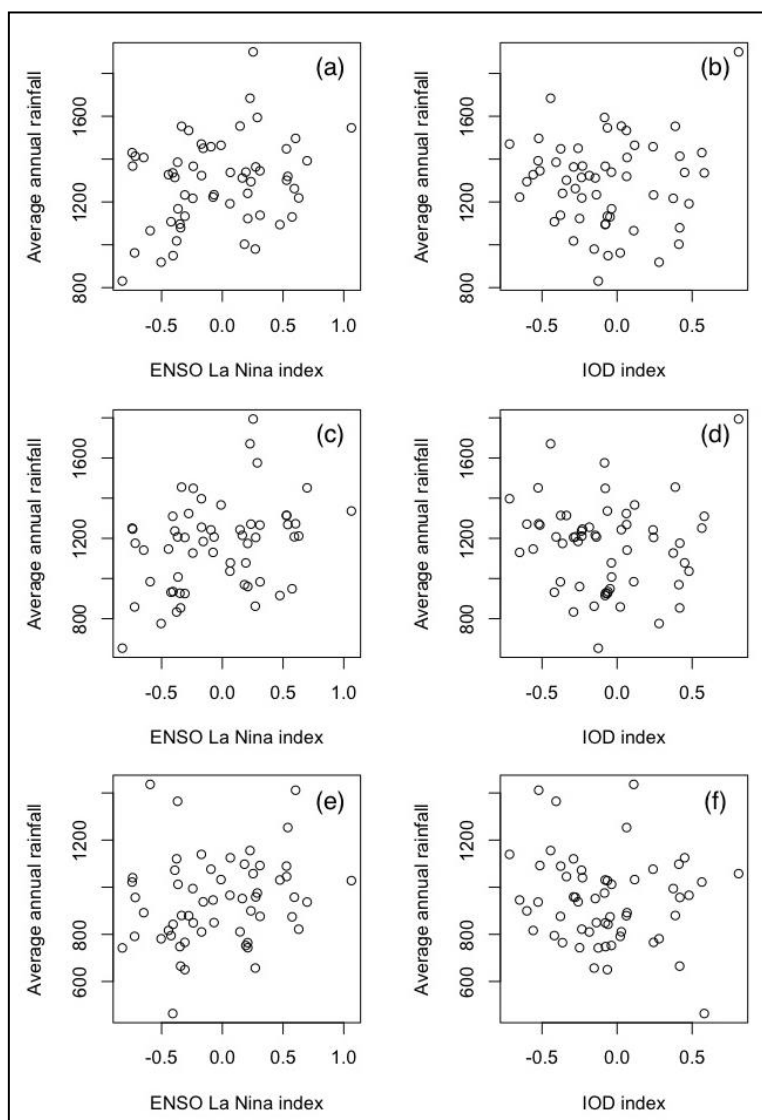 (a)
Average annual rainfall
1600
1200
800
-0.5 0.0 0.5 1.0
ENSO La Nina index
(b)
Average annual rainfall
1600
1200
800
-0.5 0.0 0.5
IOD index
(c)
Average annual rainfall
1600
1200
800
-0.5 0.0 0.5 1.0
ENSO La Nina index
(d)
Average annual rainfall
1600
1200
800
-0.5 0.0 0.5
IOD index
(e)
Average annual rainfall
1400
1000
800
600
-0.5 0.0 0.5 1.0
ENSO La Nina index
(f)
Average annual rainfall
1400
1000
800
600
-0.5 0.0 0.5
IOD index